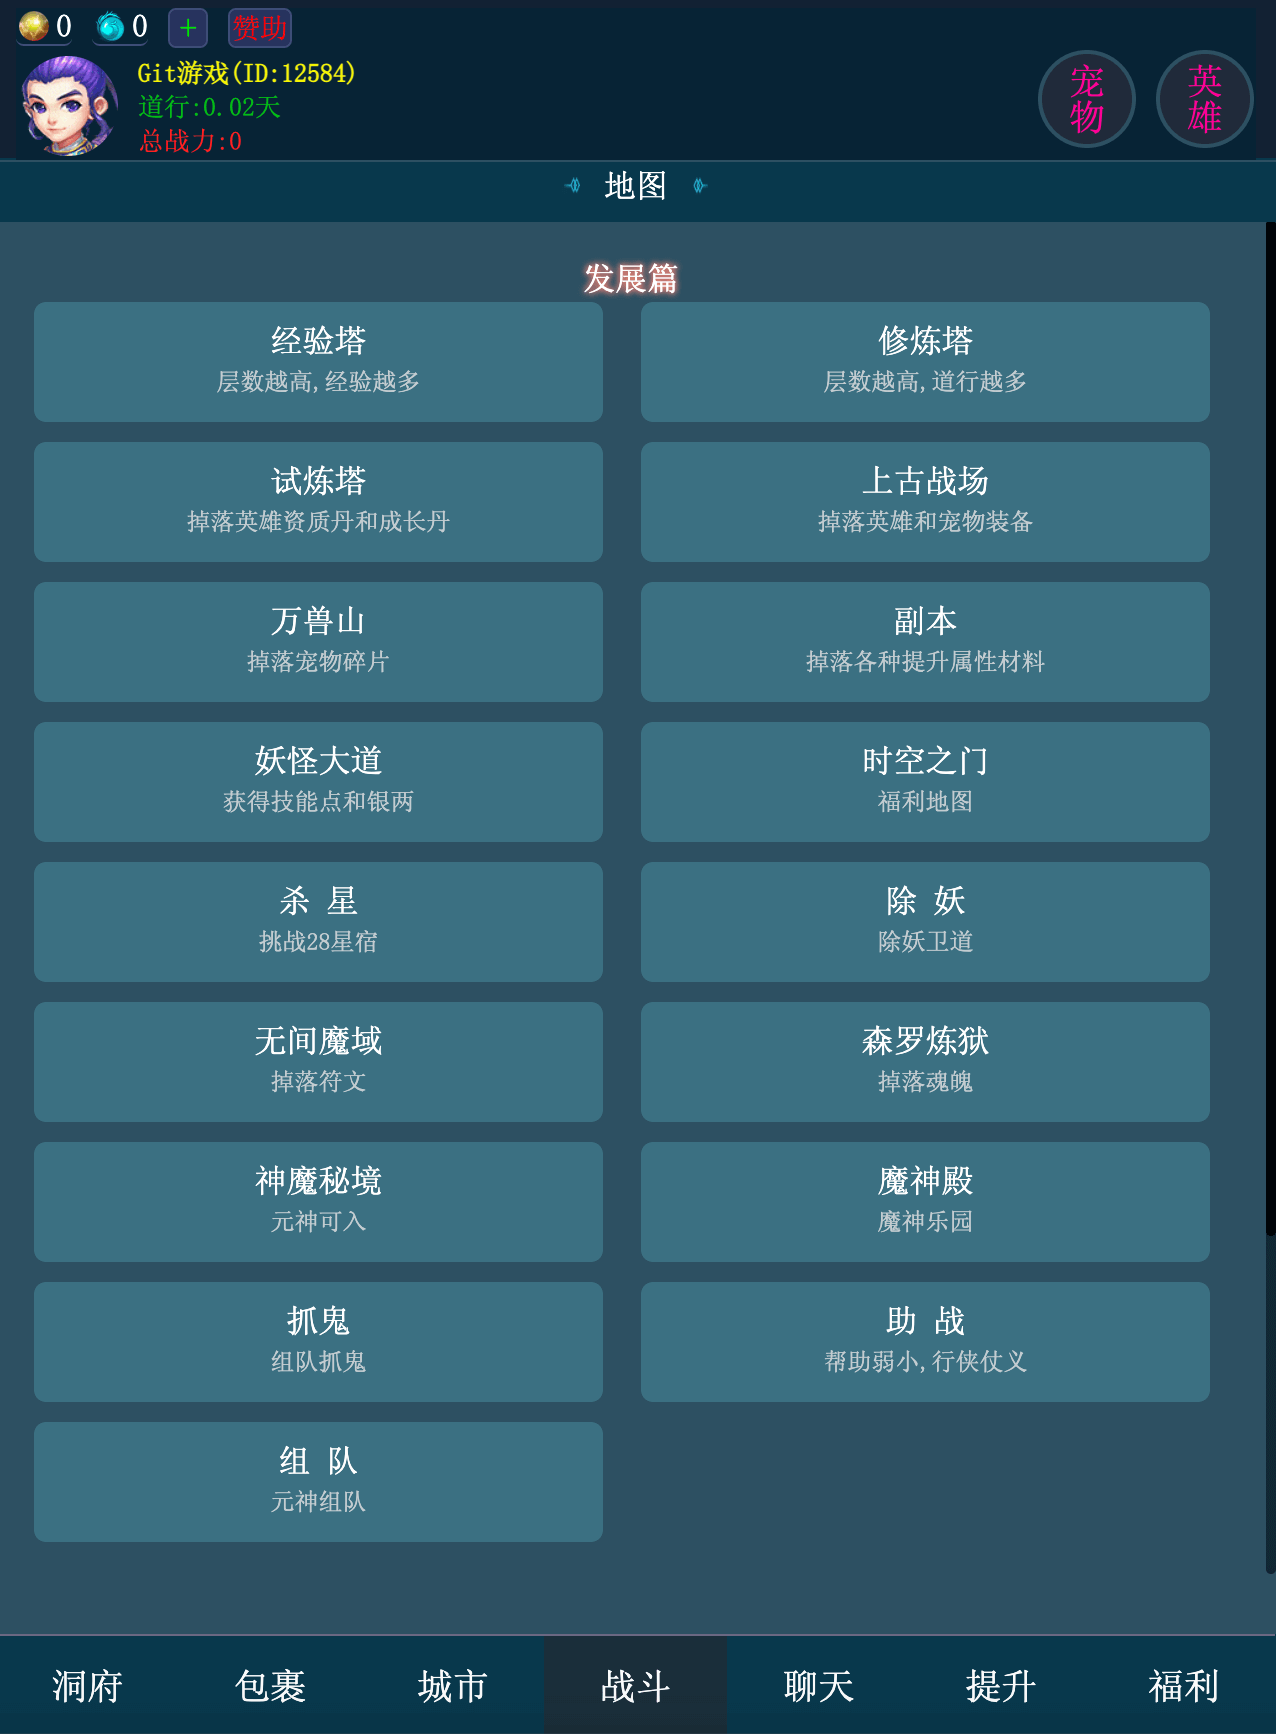 0 0 + 赞助
Git游戏(ID:12584)
道行:0.02天
总战力:0
宠物
英雄
地图
发展篇
经验塔
层数越高,经验越多
修炼塔
层数越高,道行越多
试炼塔
掉落英雄资质丹和成长丹
上古战场
掉落英雄和宠物装备
万兽山
掉落宠物碎片
副本
掉落各种提升属性材料
妖怪大道
获得技能点和银两
时空之门
福利地图
杀 星
挑战28星宿
除 妖
除妖卫道
无间魔域
掉落符文
森罗炼狱
掉落魂魄
神魔秘境
元神可入
魔神殿
魔神乐园
抓鬼
组队抓鬼
助 战
帮助弱小,行侠仗义
组 队
元神组队
洞府 包裹 城市 战斗 聊天 提升 福利